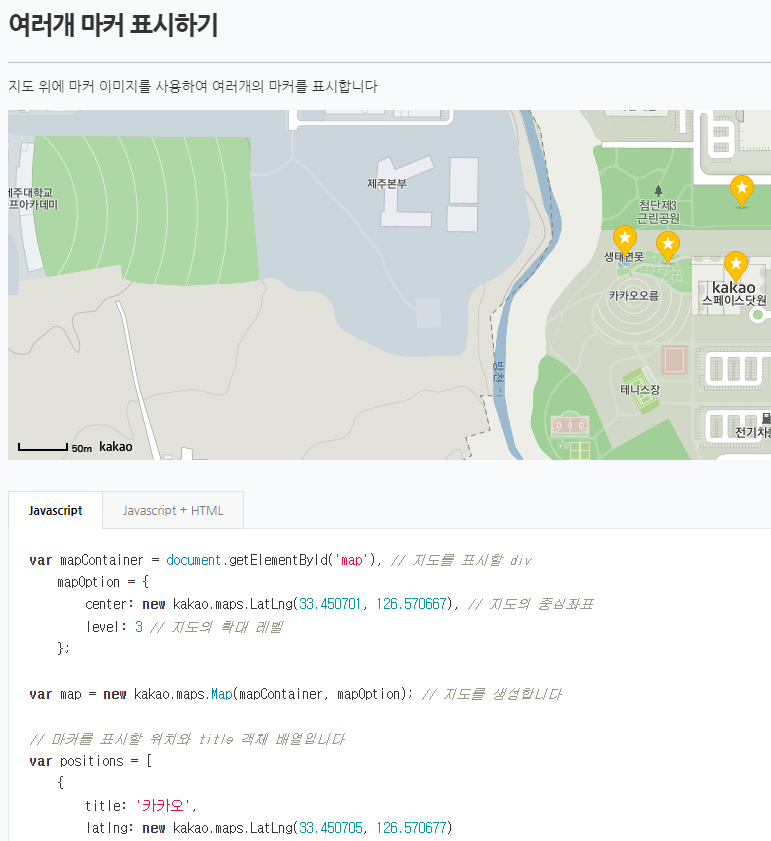 여러개 마커 표시하기
지도 위에 마커 이미지를 사용하여 여러개의 마커를 표시합니다
제주대학교
프아카데미
제주본부
첨단제3
근린공원
생태연못
카카오오름
kakao
스페이스닷원
테니스장
전기차
50m kakao
Javascript
Javascript + HTML
var mapContainer = document.getElementById('map'), // 지도를 표시할 div
    mapOption = {
        center: new kakao.maps.LatLng(33.450701, 126.570667), // 지도의 중심좌표
        level: 3 // 지도의 확대 레벨
    };
var map = new kakao.maps.Map(mapContainer, mapOption); // 지도를 생성합니다
// 마커를 표시할 위치와 title 객체 배열입니다
var positions = [
    {
        title: '카카오',
        latlng: new kakao.maps.LatLng(33.450705, 126.570677)